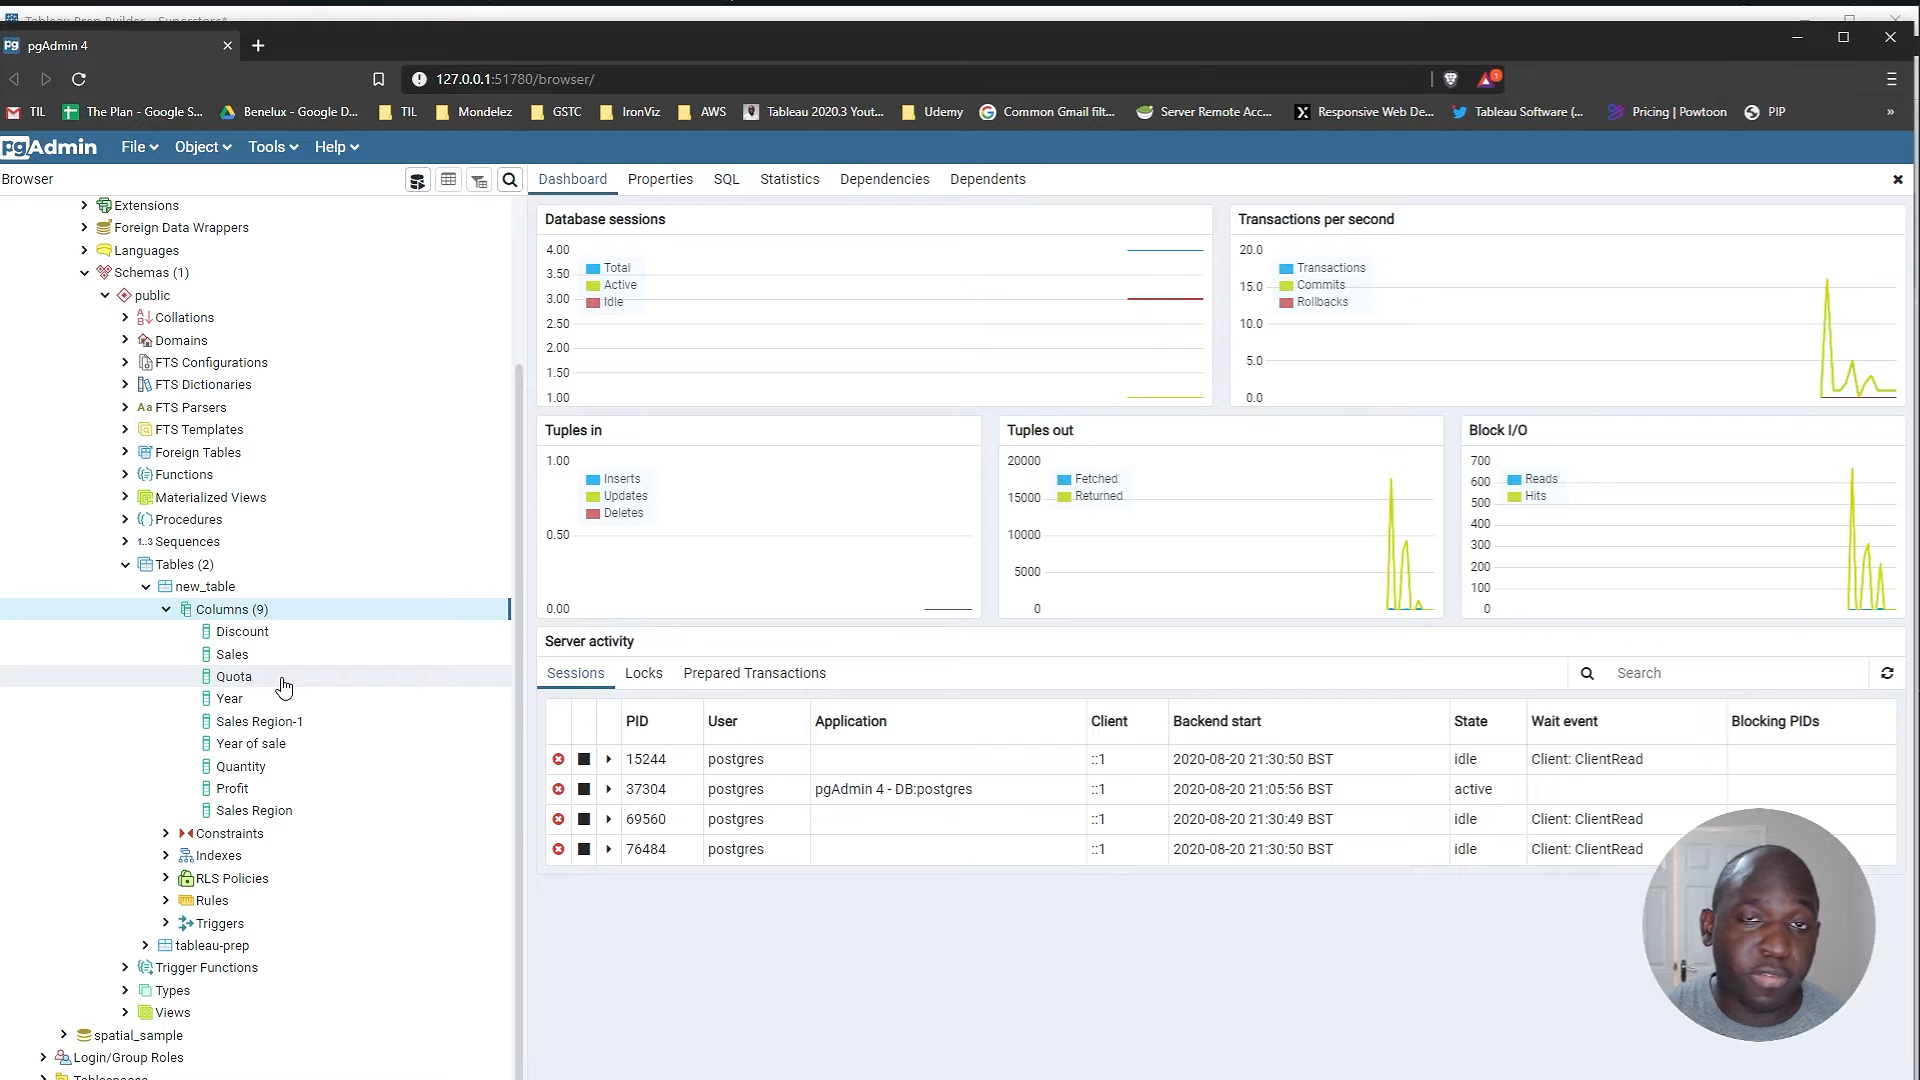 Tableau Prep Builder - Superstore*
pgAdmin 4
127.0.0.1:51780/browser/
1
TIL
The Plan - Google S...
Benelux - Google D...
TIL
Mondelez
GSTC
IronViz
AWS
Tableau 2020.3 Yout...
Udemy
Common Gmail filt...
Server Remote Acc...
Responsive Web De...
Tableau Software (...
Pricing | Powtoon
PIP
»
pgAdmin File Object Tools Help
Browser
Extensions
Foreign Data Wrappers
Languages
Schemas (1)
public
Collations
Domains
FTS Configurations
FTS Dictionaries
Aa FTS Parsers
FTS Templates
Foreign Tables
Functions
Materialized Views
Procedures
1..3 Sequences
Tables (2)
new_table
Columns (9)
Discount
Sales
Quota
Year
Sales Region-1
Year of sale
Quantity
Profit
Sales Region
Constraints
Indexes
RLS Policies
Rules
Triggers
tableau-prep
Trigger Functions
Types
Views
spatial_sample
Login/Group Roles
Tablespaces
Dashboard Properties SQL Statistics Dependencies Dependents
Database sessions
4.00
3.50
3.00
2.50
2.00
1.50
1.00
Total
Active
Idle
Transactions per second
20.0
15.0
10.0
5.0
0.0
Transactions
Commits
Rollbacks
Tuples in
1.00
0.50
0.00
Inserts
Updates
Deletes
Tuples out
20000
15000
10000
5000
0
Fetched
Returned
Block I/O
700
600
500
400
300
200
100
0
Reads
Hits
Server activity
Sessions Locks Prepared Transactions Search
PID User Application Client Backend start State Wait event Blocking PIDs
15244 postgres ::1 2020-08-20 21:30:50 BST idle Client: ClientRead
37304 postgres pgAdmin 4 - DB:postgres ::1 2020-08-20 21:05:56 BST active
69560 postgres ::1 2020-08-20 21:30:49 BST idle Client: ClientRead
76484 postgres ::1 2020-08-20 21:30:50 BST idle Client: ClientRead